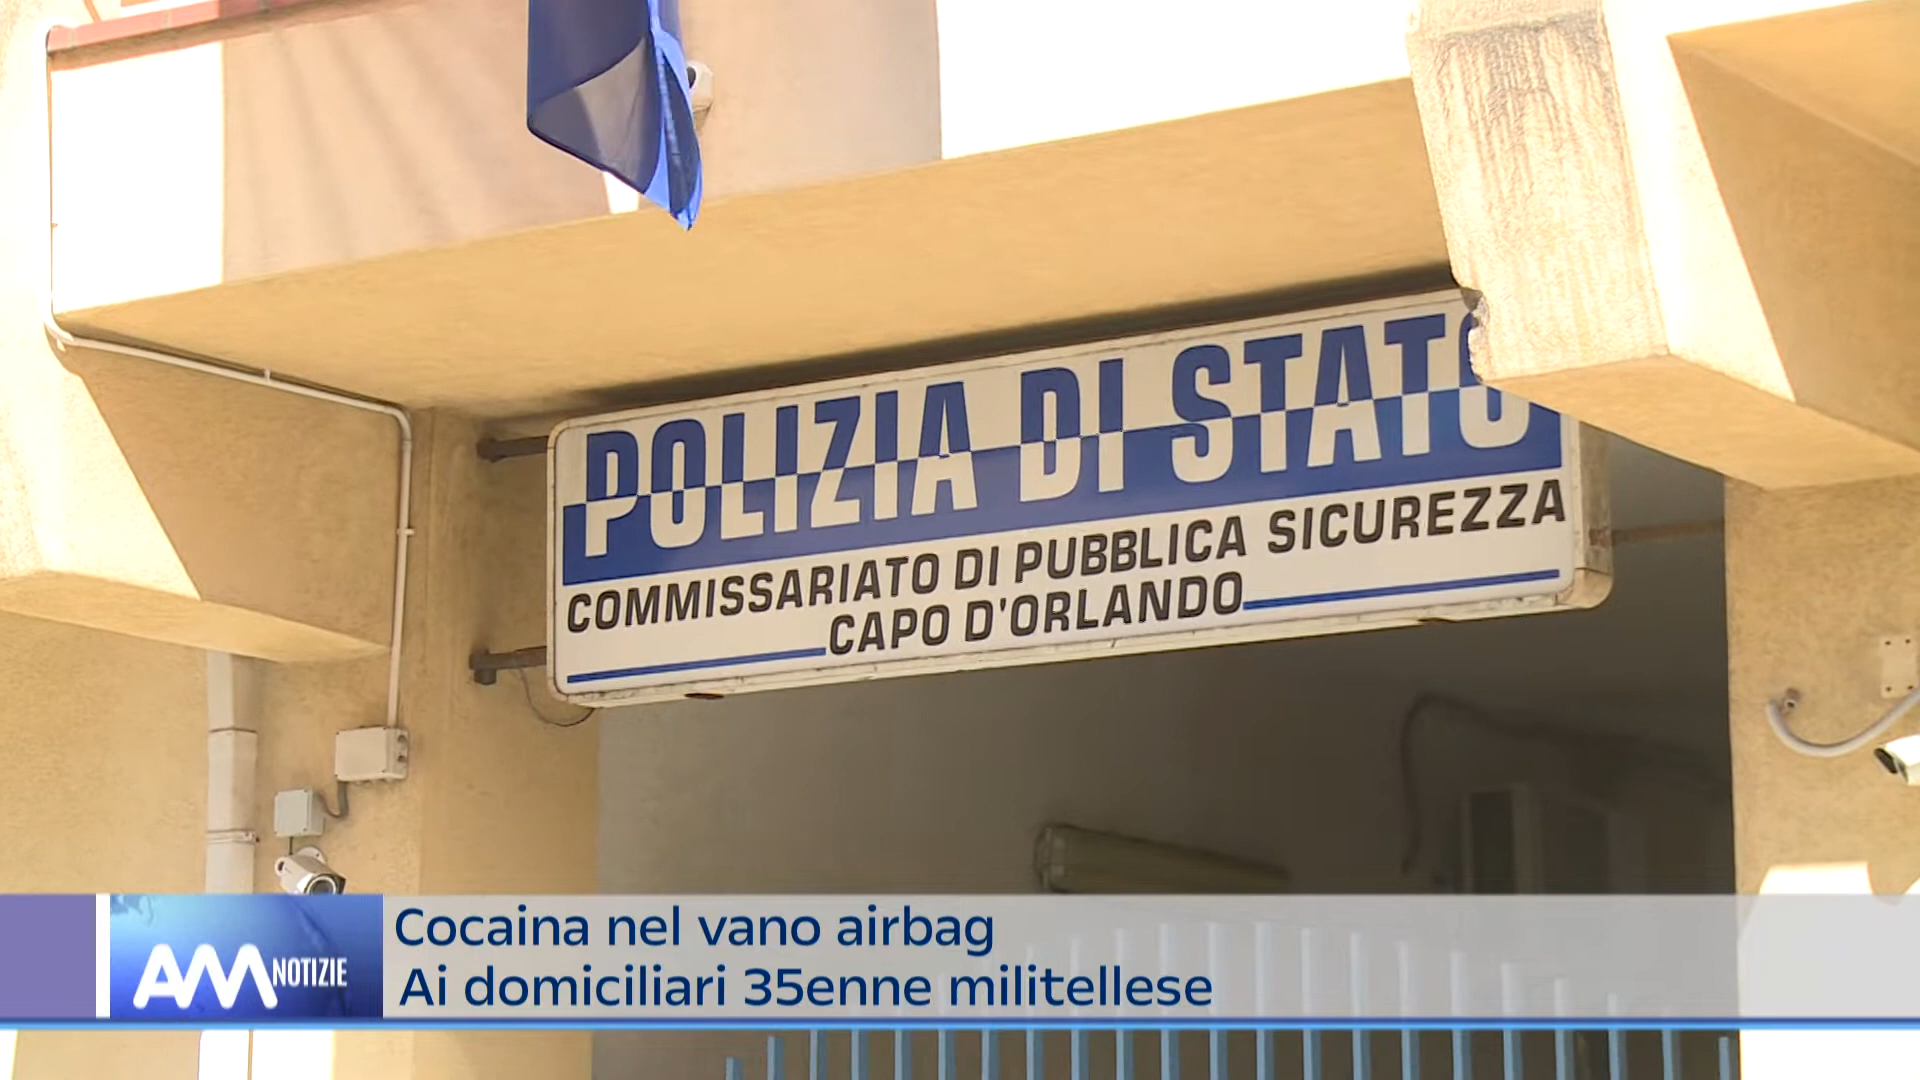 POLIZIA DI STATO
COMMISSARIATO DI PUBBLICA SICUREZZA
CAPO D'ORLANDO
AM NOTIZIE
Cocaina nel vano airbag
Ai domiciliari 35enne militellese